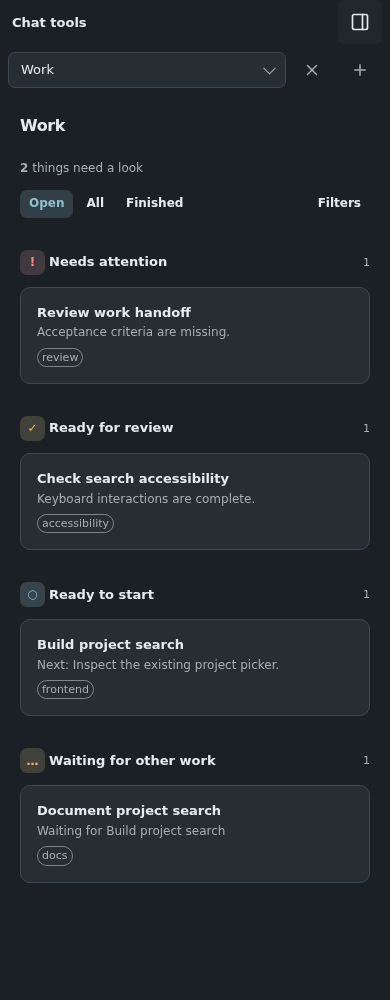 Chat tools
Work
Work
2 things need a look
Open All Finished Filters
! Needs attention 1
Review work handoff
Acceptance criteria are missing.
review
✓ Ready for review 1
Check search accessibility
Keyboard interactions are complete.
accessibility
○ Ready to start 1
Build project search
Next: Inspect the existing project picker.
frontend
… Waiting for other work 1
Document project search
Waiting for Build project search
docs